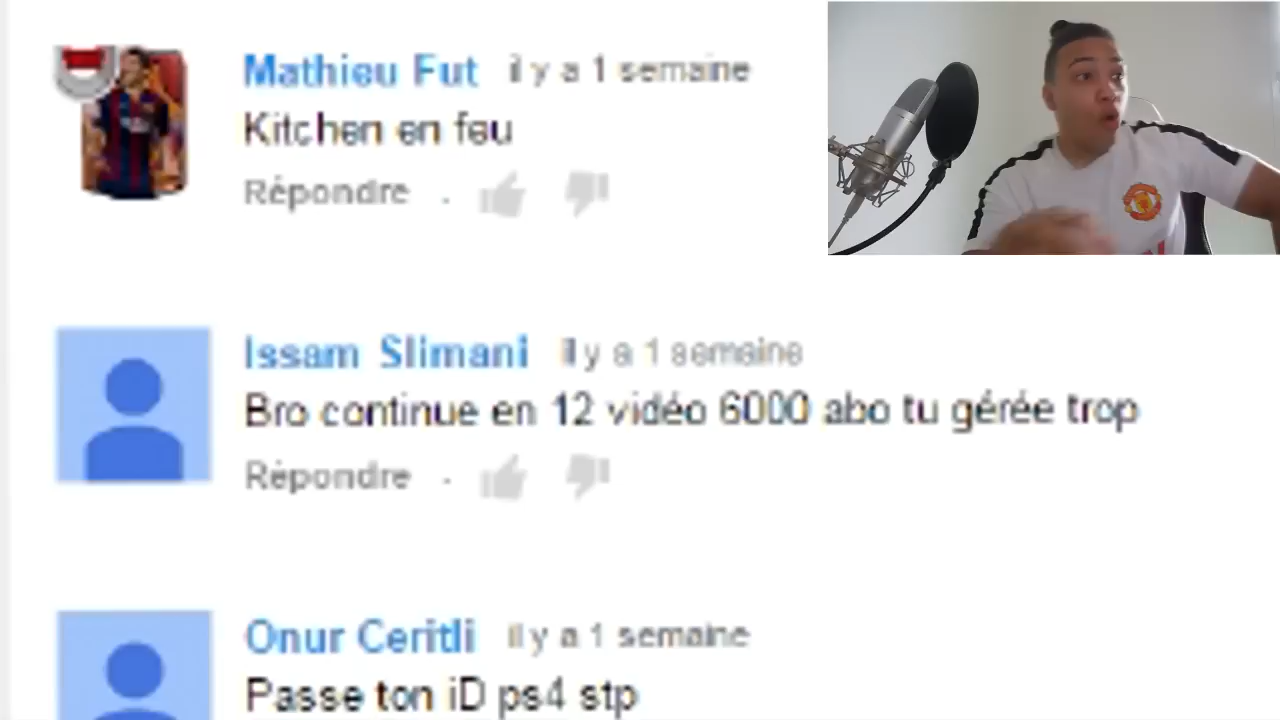 Mathieu Fut il y a 1 semaine
Kitchen en feu
Répondre .
Issam Slimani il y a 1 semaine
Bro continue en 12 vidéo 6000 abo tu gérée trop
Répondre .
Onur Ceritli il y a 1 semaine
Passe ton iD ps4 stp